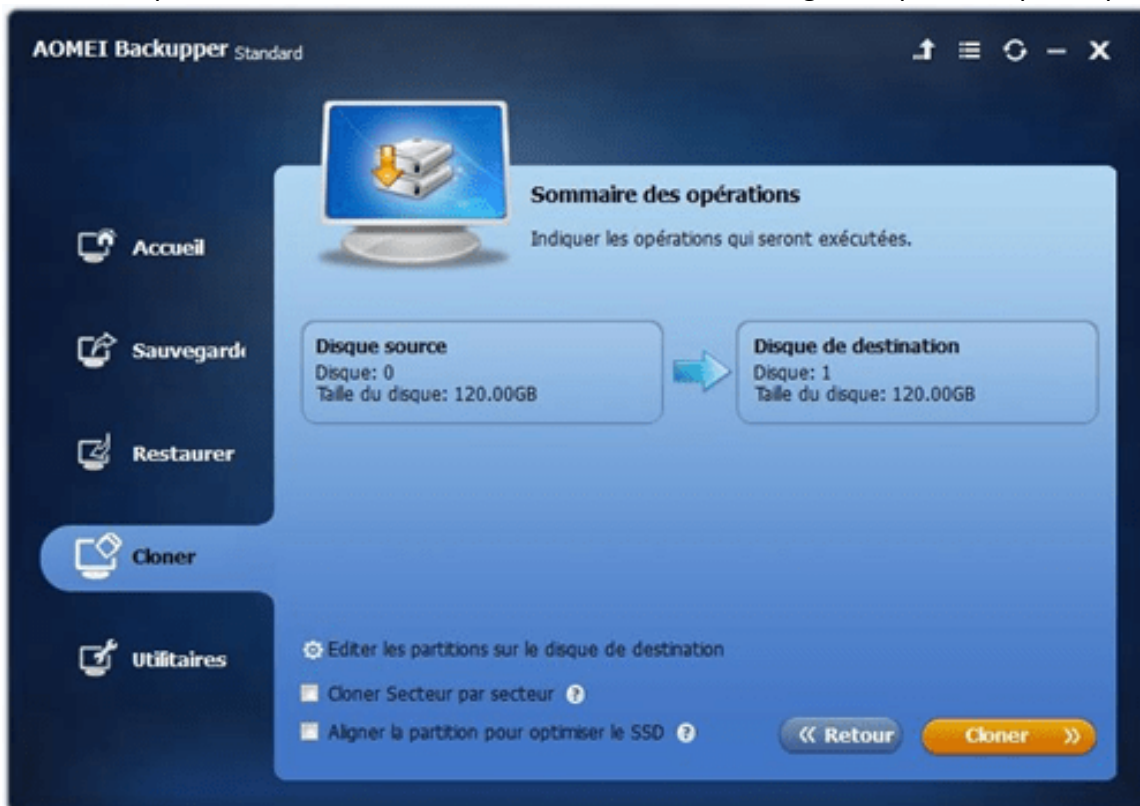 AOMEI Backupper Standard
Sommaire des opérations
Indiquer les opérations qui seront exécutées.
Accueil
Sauvegarde
Restaurer
Cloner
Utilitaires
Disque source
Disque: 0
Taille du disque: 120.00GB
Disque de destination
Disque: 1
Taille du disque: 120.00GB
Editer les partitions sur le disque de destination
Cloner Secteur par secteur ?
Aligner la partition pour optimiser le SSD ?
<< Retour
Cloner >>